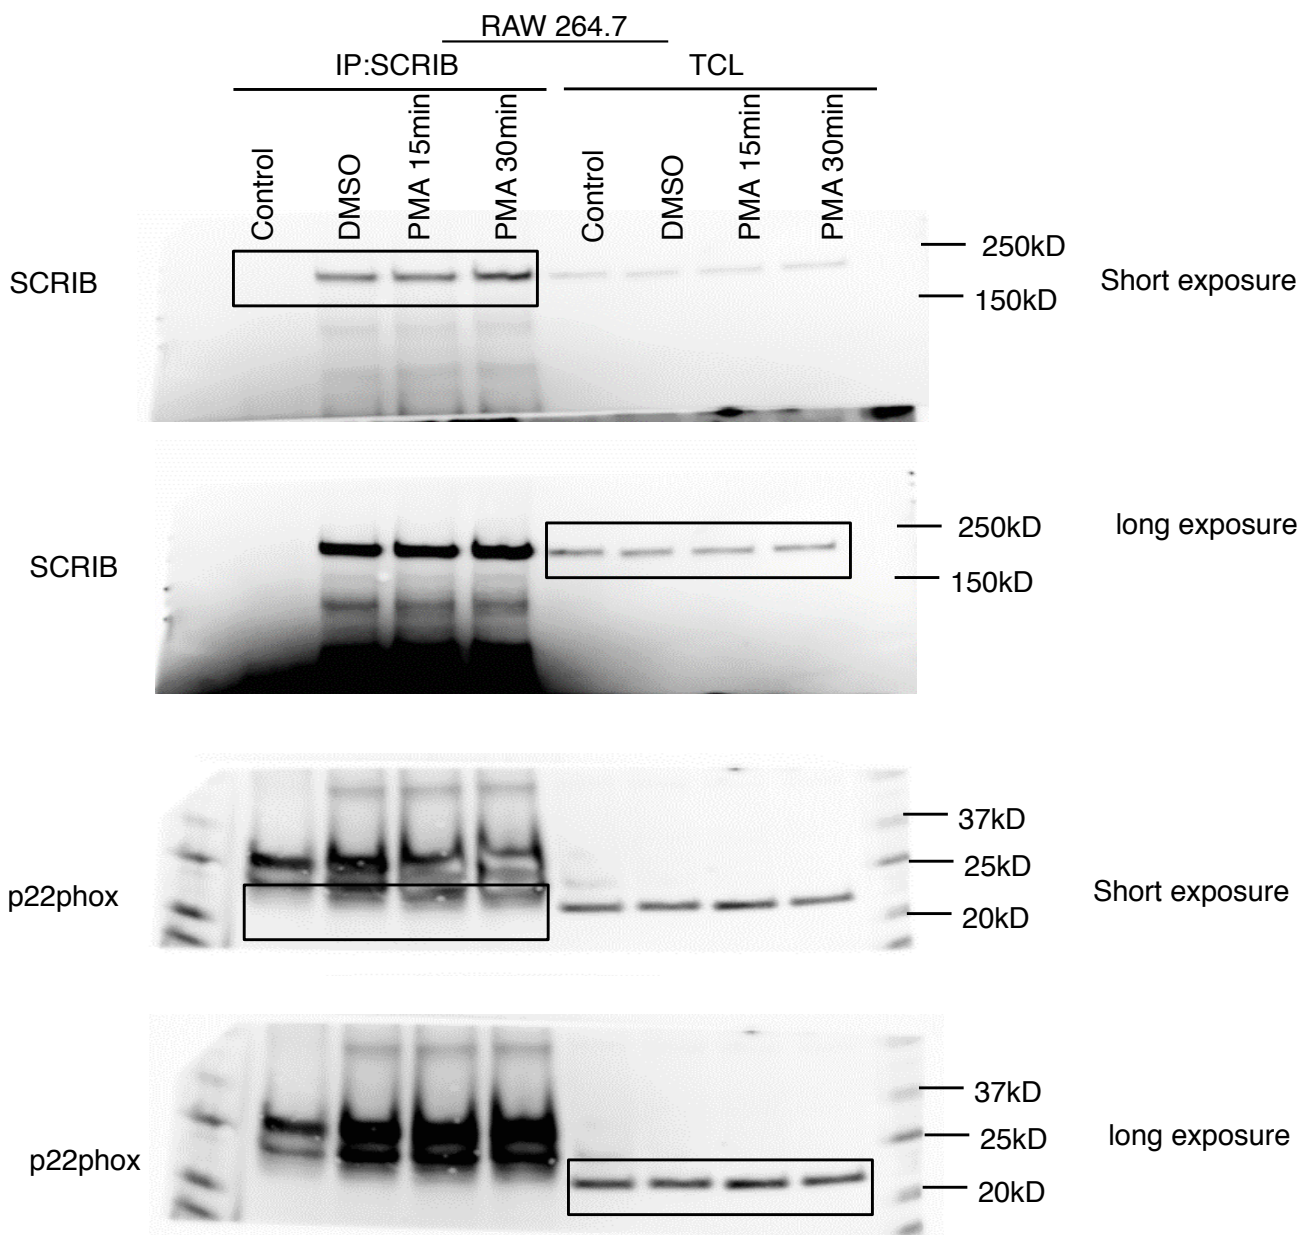 RAW 264.7
IP:SCRIB TCL
Control DMSO PMA 15min PMA 30min Control DMSO PMA 15min PMA 30min
250kD
SCRIB Short exposure
150kD
250kD long exposure
SCRIB
150kD
37kD
25kD
p22phox Short exposure
20kD
37kD
25kD long exposure
p22phox
20kD